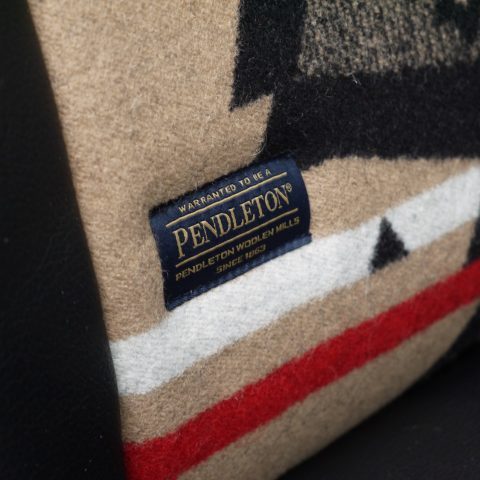 WARRANTED TO BE A
PENDLETON®
PENDLETON WOOLEN MILLS
SINCE 1863